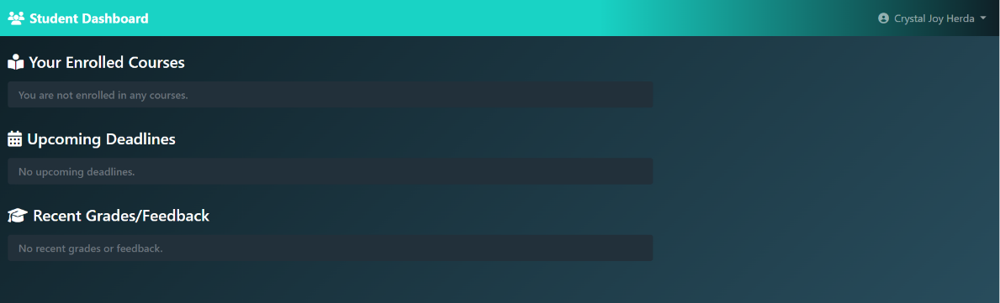 Student Dashboard
Crystal Joy Herda
Your Enrolled Courses
You are not enrolled in any courses.
Upcoming Deadlines
No upcoming deadlines.
Recent Grades/Feedback
No recent grades or feedback.